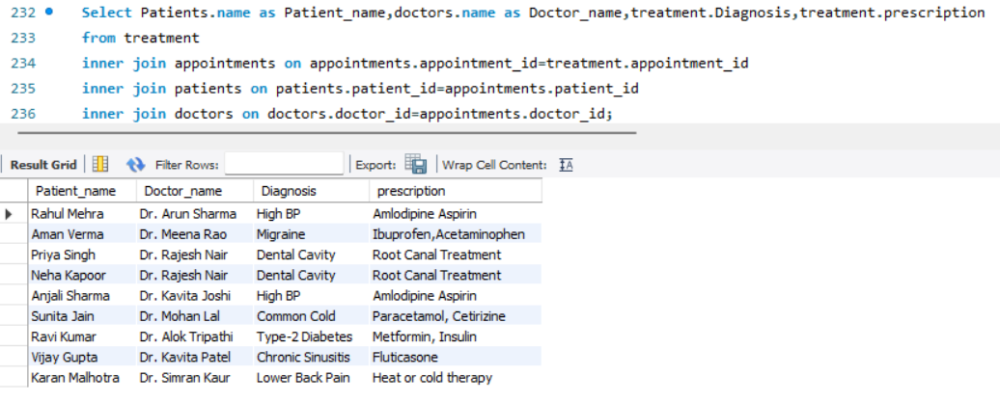 232 Select Patients.name as Patient_name,doctors.name as Doctor_name,treatment.Diagnosis,treatment.prescription
233 from treatment
234 inner join appointments on appointments.appointment_id=treatment.appointment_id
235 inner join patients on patients.patient_id=appointments.patient_id
236 inner join doctors on doctors.doctor_id=appointments.doctor_id;
Result Grid Filter Rows: Export: Wrap Cell Content:
Patient_name Doctor_name Diagnosis prescription
Rahul Mehra Dr. Arun Sharma High BP Amlodipine Aspirin
Aman Verma Dr. Meena Rao Migraine Ibuprofen,Acetaminophen
Priya Singh Dr. Rajesh Nair Dental Cavity Root Canal Treatment
Neha Kapoor Dr. Rajesh Nair Dental Cavity Root Canal Treatment
Anjali Sharma Dr. Kavita Joshi High BP Amlodipine Aspirin
Sunita Jain Dr. Mohan Lal Common Cold Paracetamol, Cetirizine
Ravi Kumar Dr. Alok Tripathi Type-2 Diabetes Metformin, Insulin
Vijay Gupta Dr. Kavita Patel Chronic Sinusitis Fluticasone
Karan Malhotra Dr. Simran Kaur Lower Back Pain Heat or cold therapy